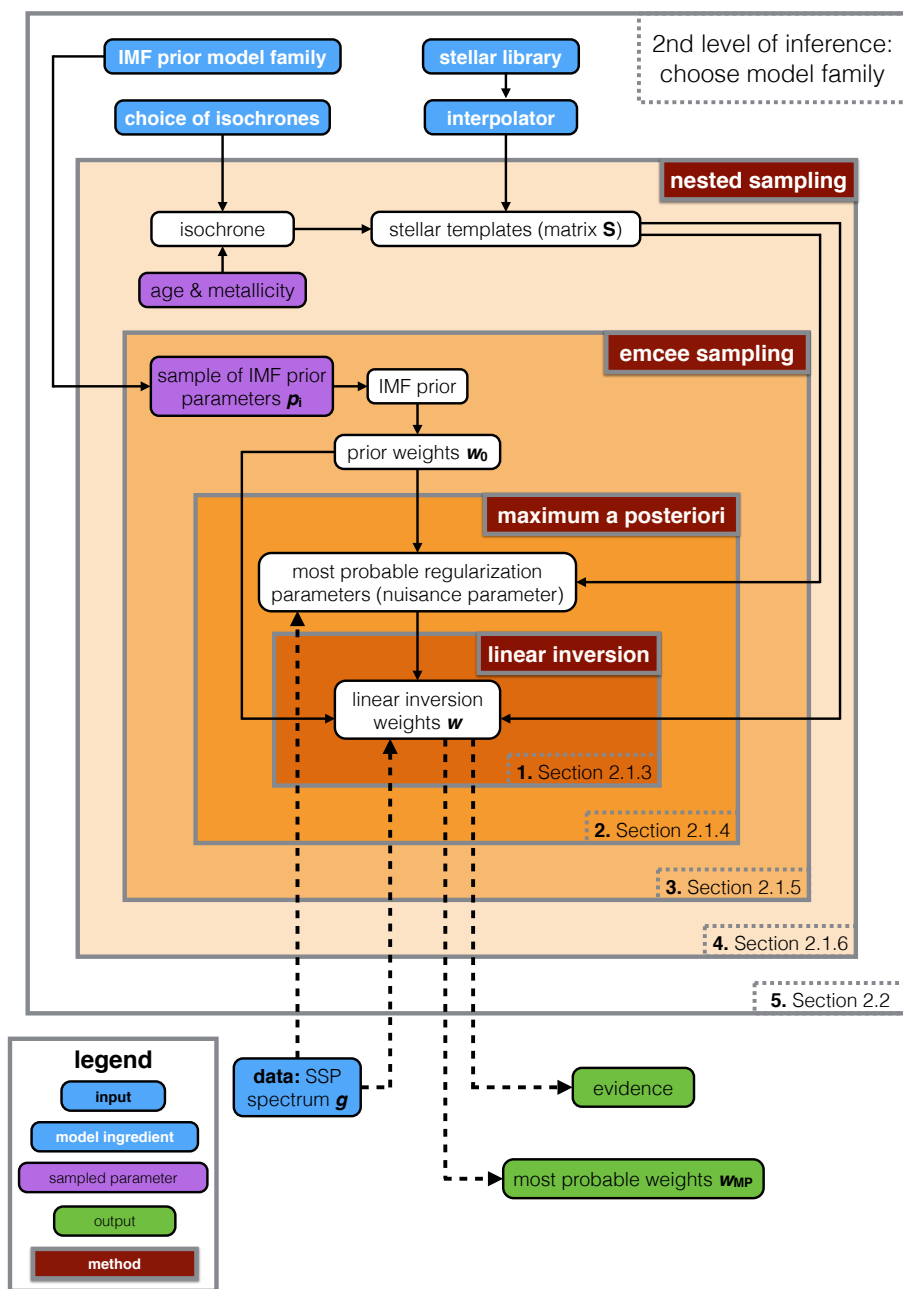 2nd level of inference:
choose model family
IMF prior model family
stellar library
choice of isochrones
interpolator
nested sampling
isochrone
stellar templates (matrix S)
age & metallicity
emcee sampling
sample of IMF prior
parameters pi
IMF prior
prior weights w0
maximum a posteriori
most probable regularization
parameters (nuisance parameter)
linear inversion
linear inversion
weights w
1. Section 2.1.3
2. Section 2.1.4
3. Section 2.1.5
4. Section 2.1.6
5. Section 2.2
legend
input
model ingredient
sampled parameter
output
method
data: SSP
spectrum g
evidence
most probable weights wMP